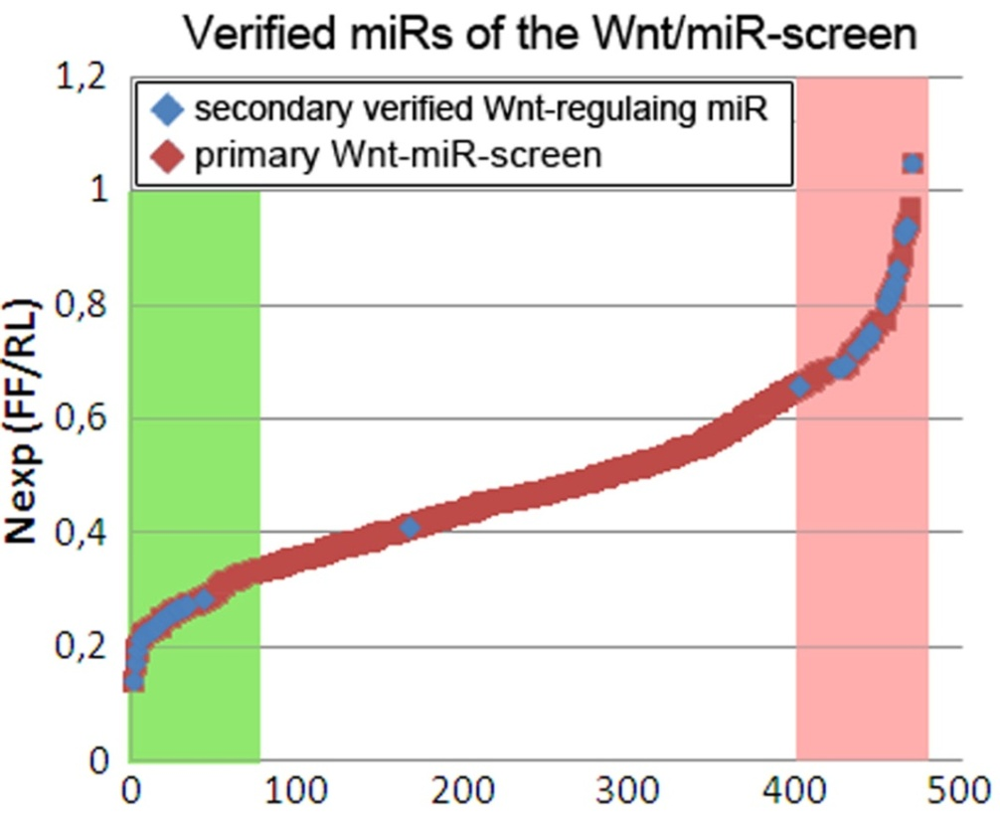 Verified miRs of the Wnt/miR-screen
secondary verified Wnt-regulaing miR
primary Wnt-miR-screen
Nexp (FF/RL)
1,2
1
0,8
0,6
0,4
0,2
0
0 100 200 300 400 500